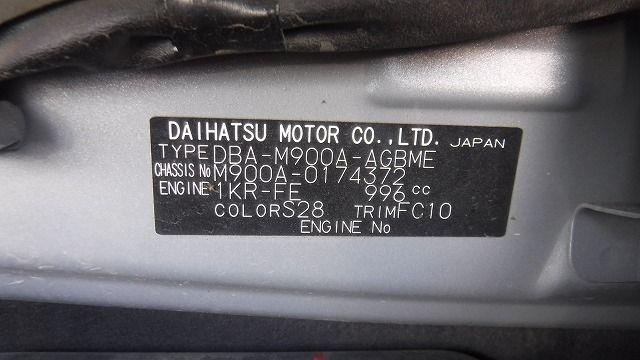 DAIHATSU MOTOR CO.,LTD. JAPAN
TYPE DBA-M900A-AGBME
CHASSIS No M900A-0174372
ENGINE 1KR-FE 996 cc
COLOR S28 TRIM FC10
ENGINE No